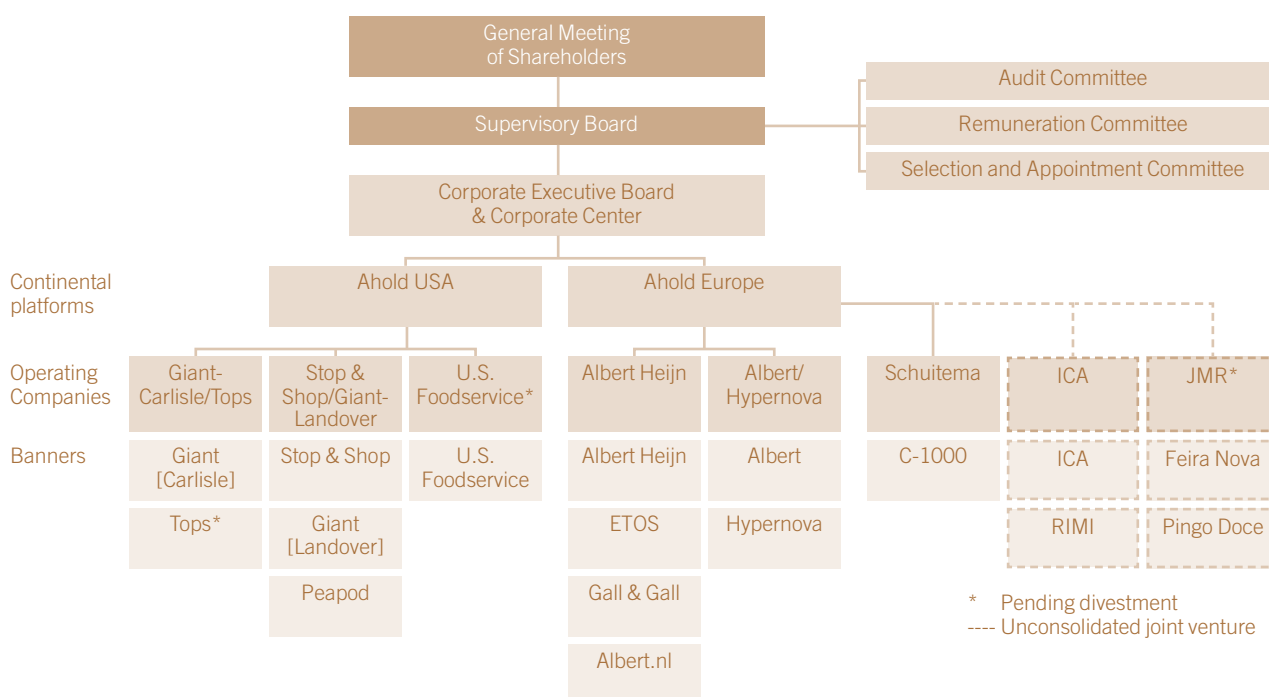 General Meeting
of Shareholders
Supervisory Board
Audit Committee
Remuneration Committee
Selection and Appointment Committee
Corporate Executive Board
& Corporate Center
Continental
platforms
Ahold USA
Ahold Europe
Operating
Companies
Giant-
Carlisle/Tops
Stop &
Shop/Giant-
Landover
U.S.
Foodservice*
Albert Heijn
Albert/
Hypernova
Schuitema
ICA
JMR*
Banners
Giant
[Carlisle]
Stop & Shop
U.S.
Foodservice
Albert Heijn
Albert
C-1000
ICA
Feira Nova
Tops*
Giant
[Landover]
ETOS
Hypernova
RIMI
Pingo Doce
Peapod
Gall & Gall
Albert.nl
* Pending divestment
---- Unconsolidated joint venture